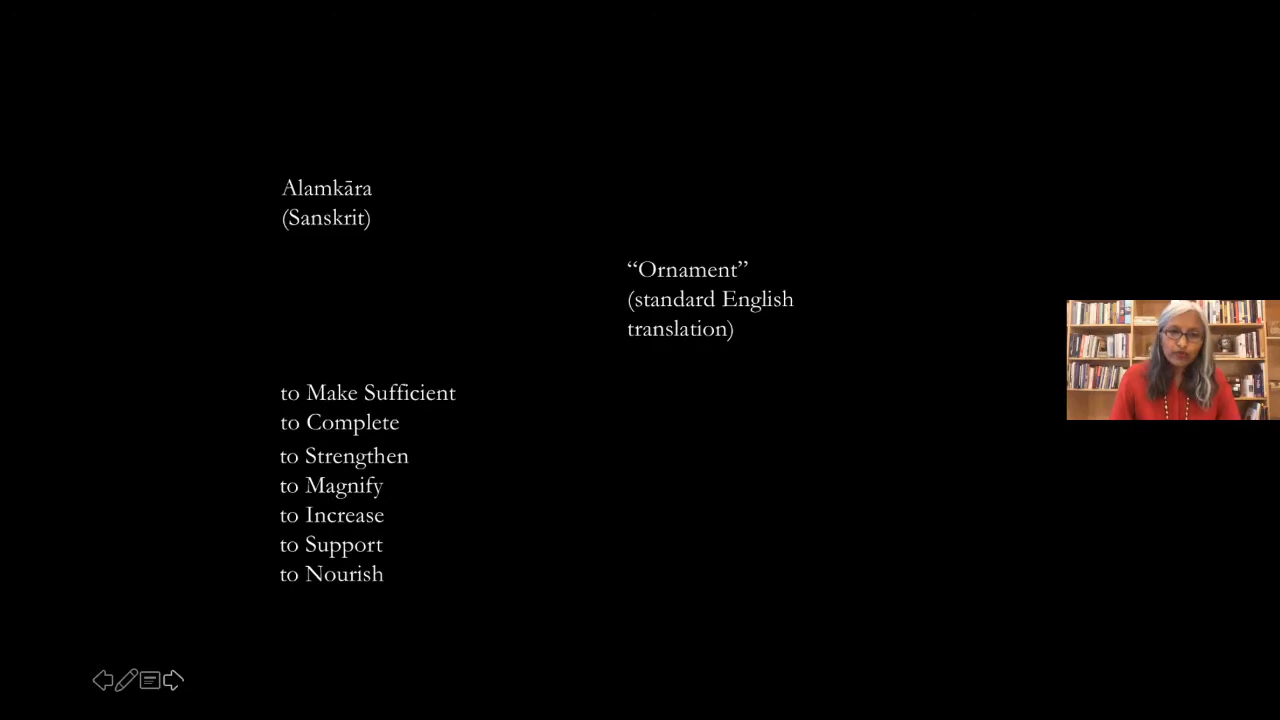 Alamkāra
(Sanskrit)
“Ornament”
(standard English
translation)
to Make Sufficient
to Complete
to Strengthen
to Magnify
to Increase
to Support
to Nourish